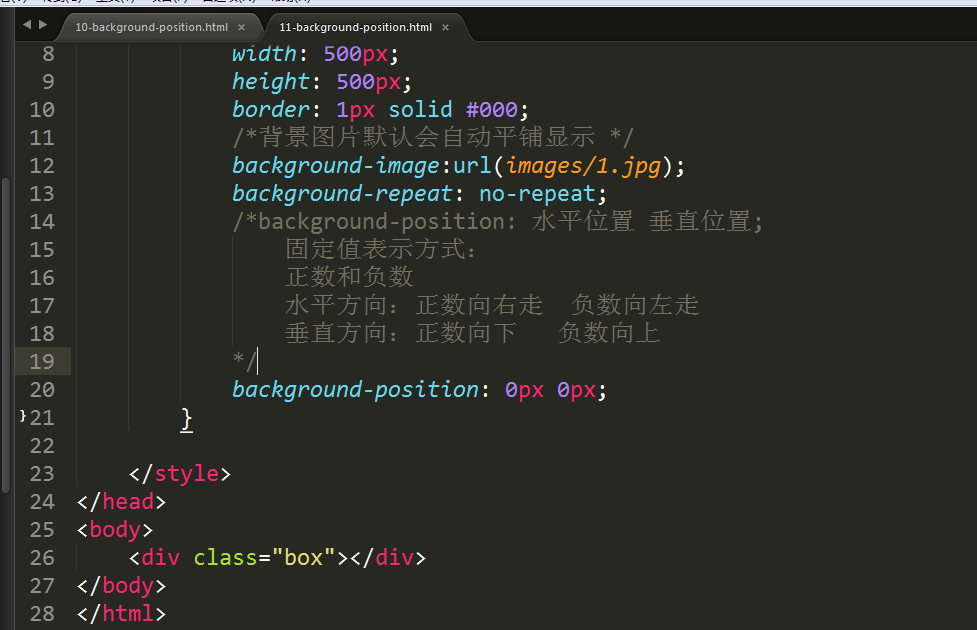 10-background-position.html ×
11-background-position.html ×
8 width: 500px;
9 height: 500px;
10 border: 1px solid #000;
11 /*背景图片默认会自动平铺显示 */
12 background-image:url(images/1.jpg);
13 background-repeat: no-repeat;
14 /*background-position: 水平位置 垂直位置;
15 固定值表示方式:
16 正数和负数
17 水平方向: 正数向右走 负数向左走
18 垂直方向: 正数向下 负数向上
19 */
20 background-position: 0px 0px;
21 }
22
23 </style>
24 </head>
25 <body>
26 <div class="box"></div>
27 </body>
28 </html>